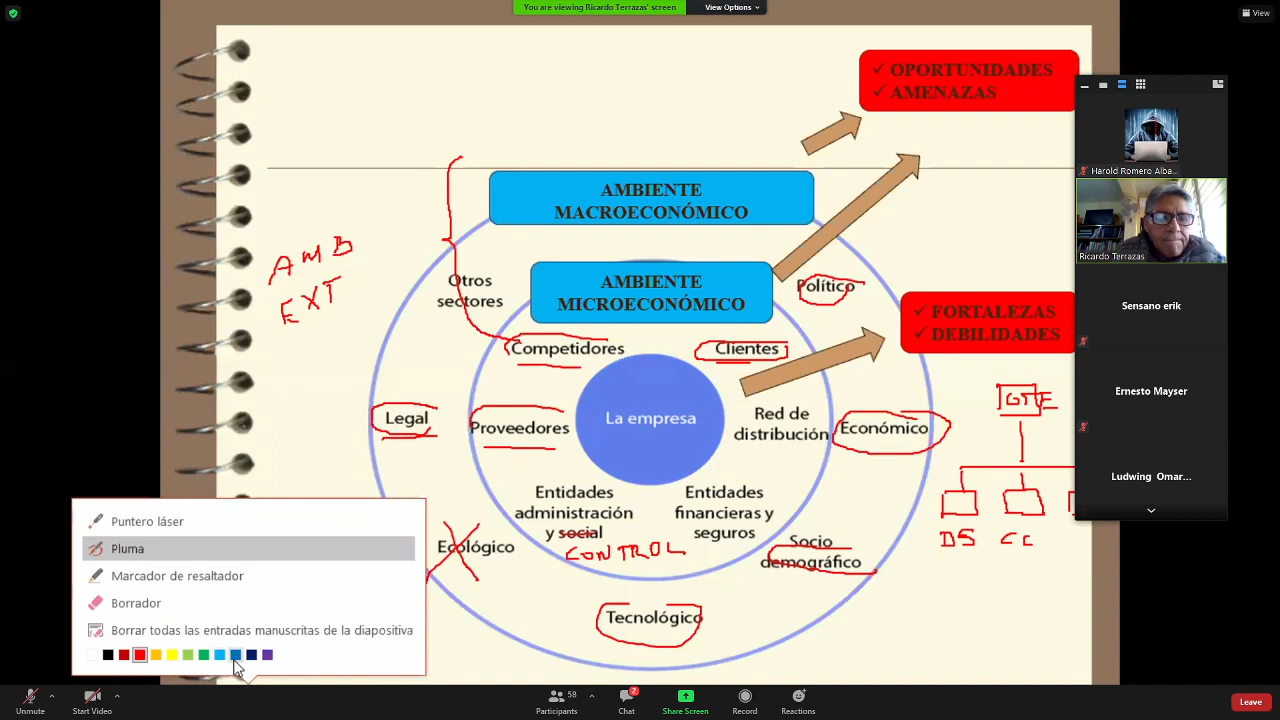 You are viewing Ricardo Terrazas' screen
View Options
View
✓ OPORTUNIDADES
✓ AMENAZAS
Harold Romero Alba...
AMBIENTE
MACROECONÓMICO
Ricardo Terrazas
AMB
EXT
Otros
sectores
AMBIENTE
MICROECONÓMICO
Político
Sensano erik
✓ FORTALEZAS
✓ DEBILIDADES
Competidores
Clientes
Ernesto Mayser
Legal
Proveedores
La empresa
Red de
distribución
Económico
GTE
Ludwing Omar...
Entidades
administración
y social
CONTROL
Entidades
financieras y
seguros
DS CC
Ecológico
Socio
demográfico
Tecnológico
Puntero láser
Pluma
Marcador de resaltador
Borrador
Borrar todas las entradas manuscritas de la diapositiva
Unmute
Start Video
58
Participants
2
Chat
Share Screen
Record
Reactions
Leave